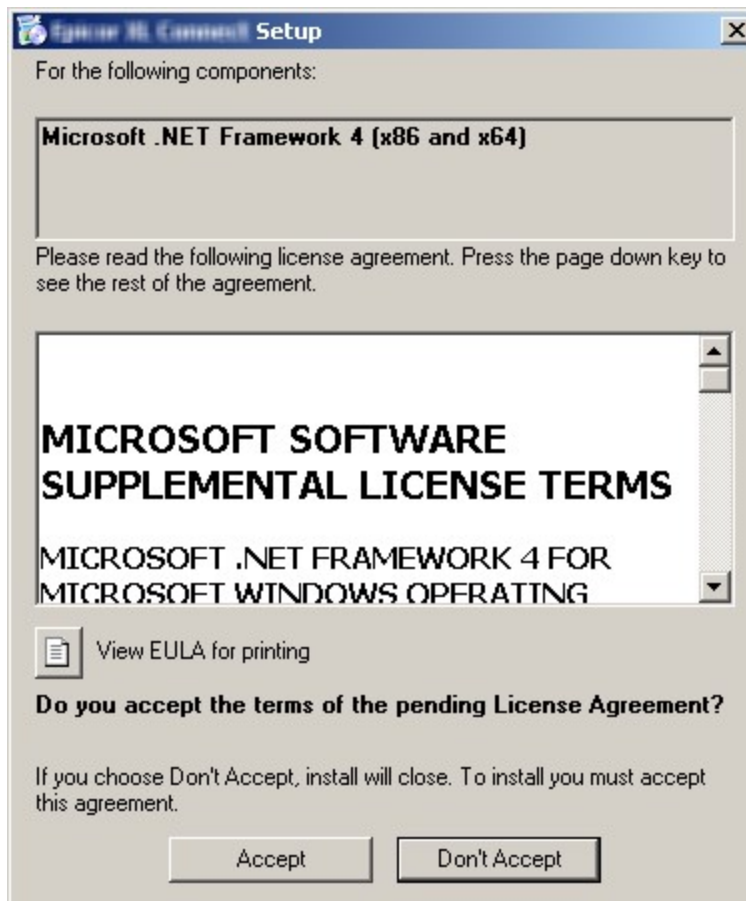 Setup
For the following components:
Microsoft .NET Framework 4 (x86 and x64)
Please read the following license agreement. Press the page down key to
see the rest of the agreement.
MICROSOFT SOFTWARE
SUPPLEMENTAL LICENSE TERMS
MICROSOFT .NET FRAMEWORK 4 FOR
MICROSOFT WINDOWS OPERATING
View EULA for printing
Do you accept the terms of the pending License Agreement?
If you choose Don't Accept, install will close. To install you must accept
this agreement.
Accept
Don't Accept